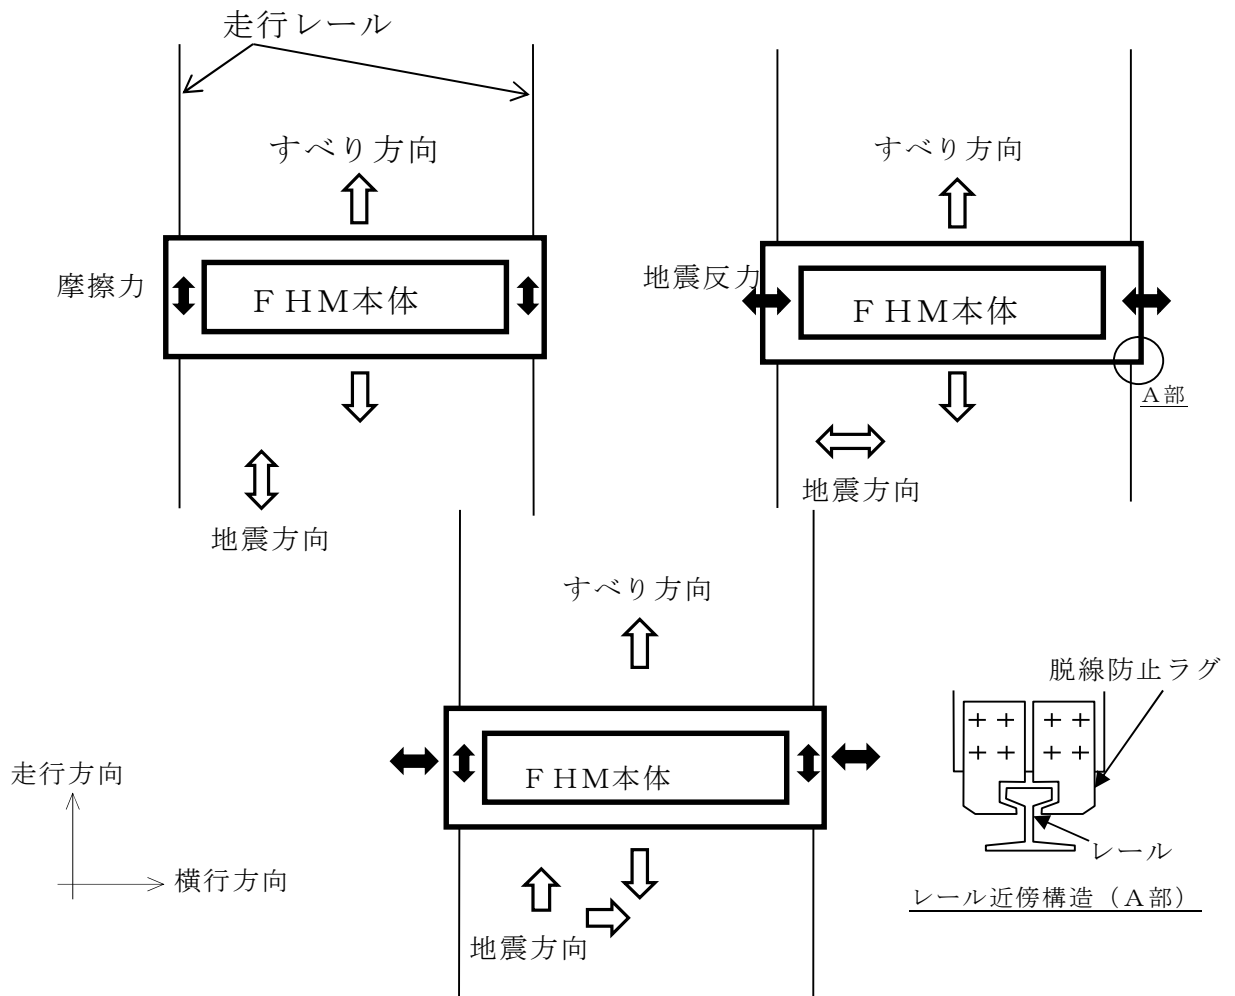 走行レール
すべり方向
摩擦力
ＦＨＭ本体
地震方向
すべり方向
地震反力
ＦＨＭ本体
Ａ部
地震方向
すべり方向
ＦＨＭ本体
地震方向
走行方向
横行方向
脱線防止ラグ
レール
レール近傍構造（Ａ部）